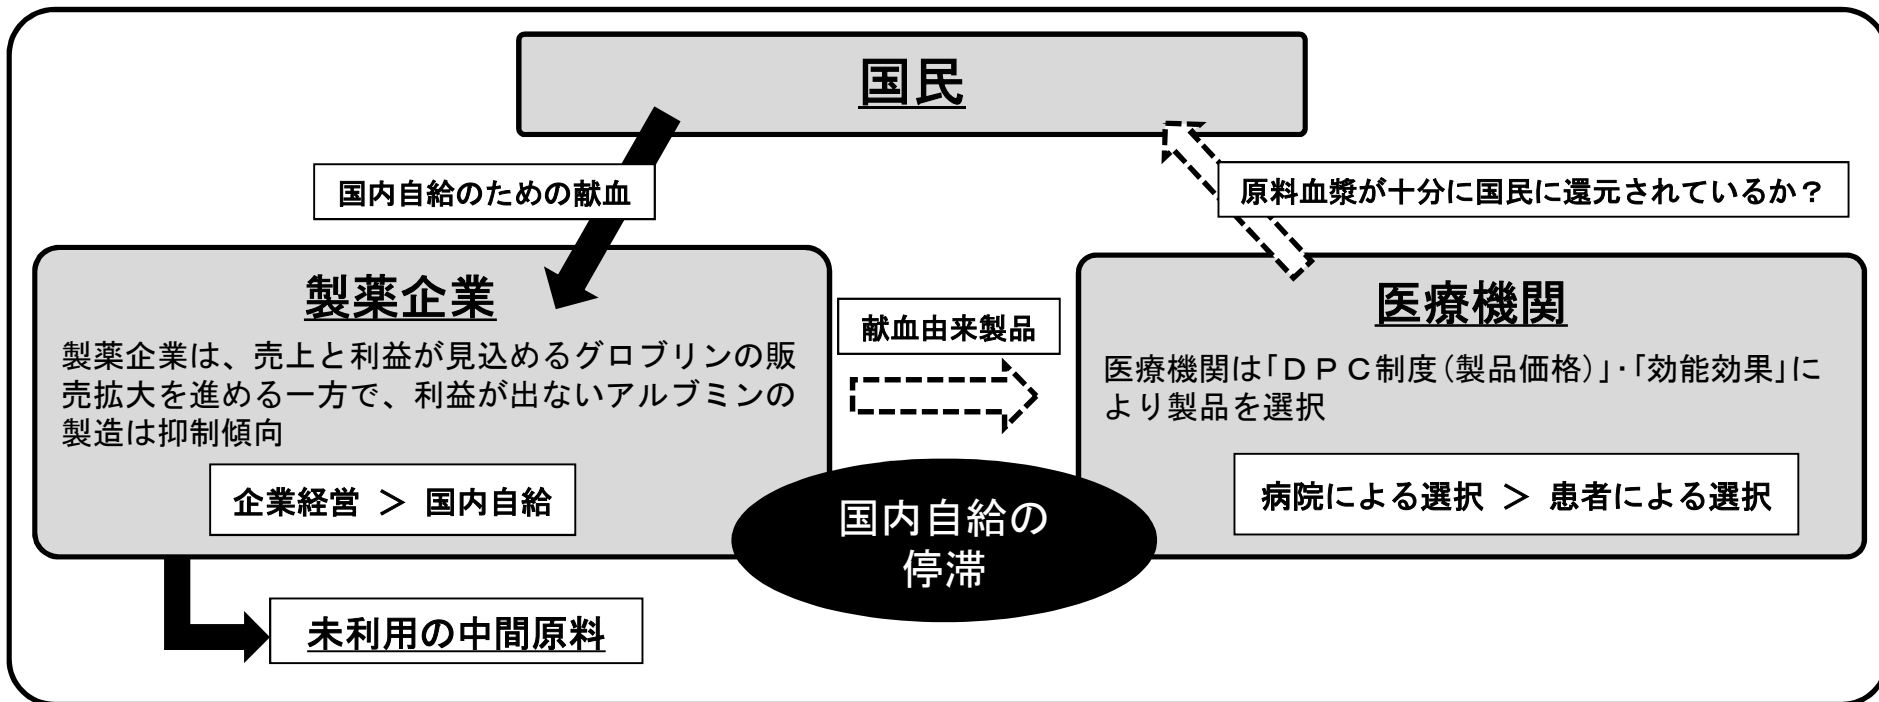 国民
国内自給のための献血
原料血漿が十分に国民に還元されているか？
製薬企業
製薬企業は、売上と利益が見込めるグロブリンの販
売拡大を進める一方で、利益が出ないアルブミンの
製造は抑制傾向
企業経営 ＞ 国内自給
献血由来製品
医療機関
医療機関は｢ＤＰＣ制度(製品価格)｣･｢効能効果｣に
より製品を選択
病院による選択 ＞ 患者による選択
国内自給の
停滞
未利用の中間原料